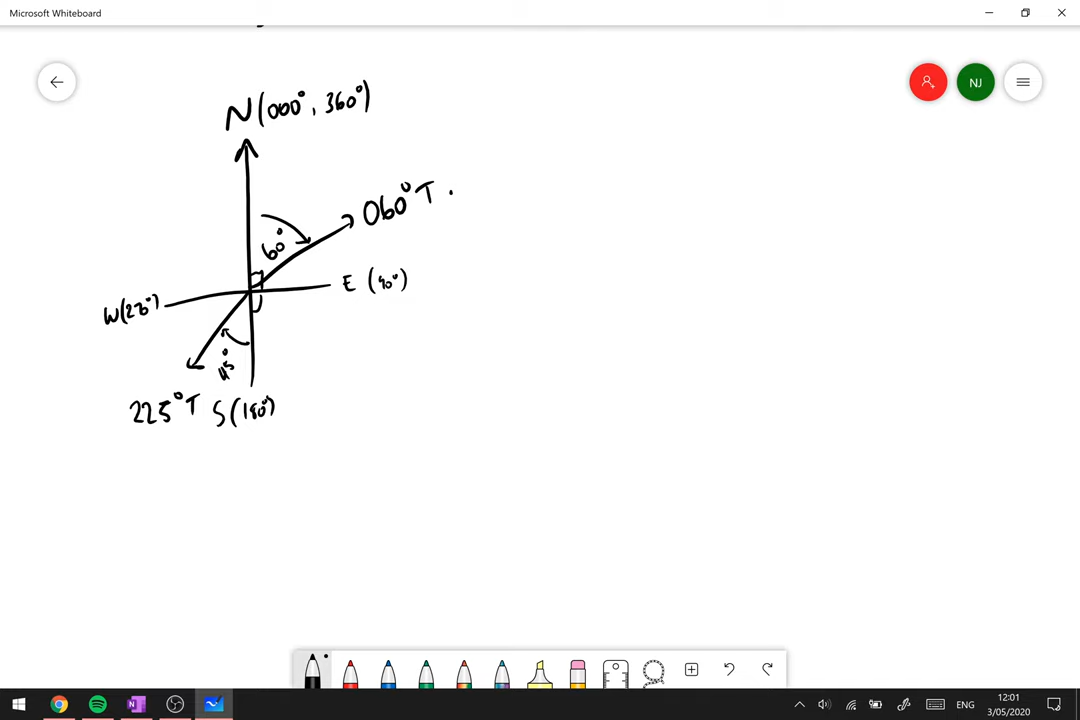 Microsoft Whiteboard
NJ
N(000°, 360°)
060° T
60°
E (90°)
W(270°)
45°
225° T
S(180°)
ENG
12:01
3/05/2020